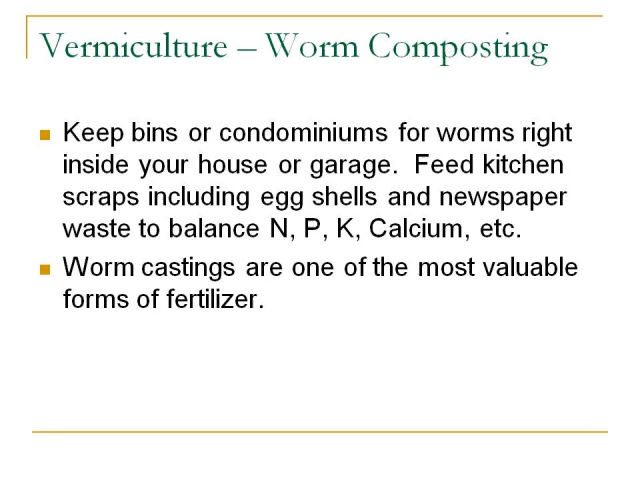 Vermiculture – Worm Composting
Keep bins or condominiums for worms right
inside your house or garage.  Feed kitchen
scraps including egg shells and newspaper
waste to balance N, P, K, Calcium, etc.
Worm castings are one of the most valuable
forms of fertilizer.